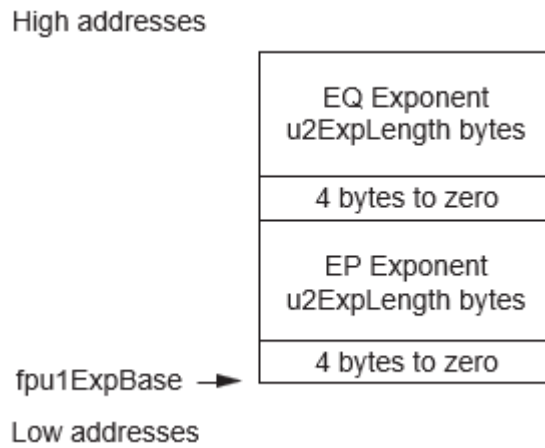 High addresses
EQ Exponent
u2ExpLength bytes
4 bytes to zero
EP Exponent
u2ExpLength bytes
4 bytes to zero
fpu1ExpBase
Low addresses